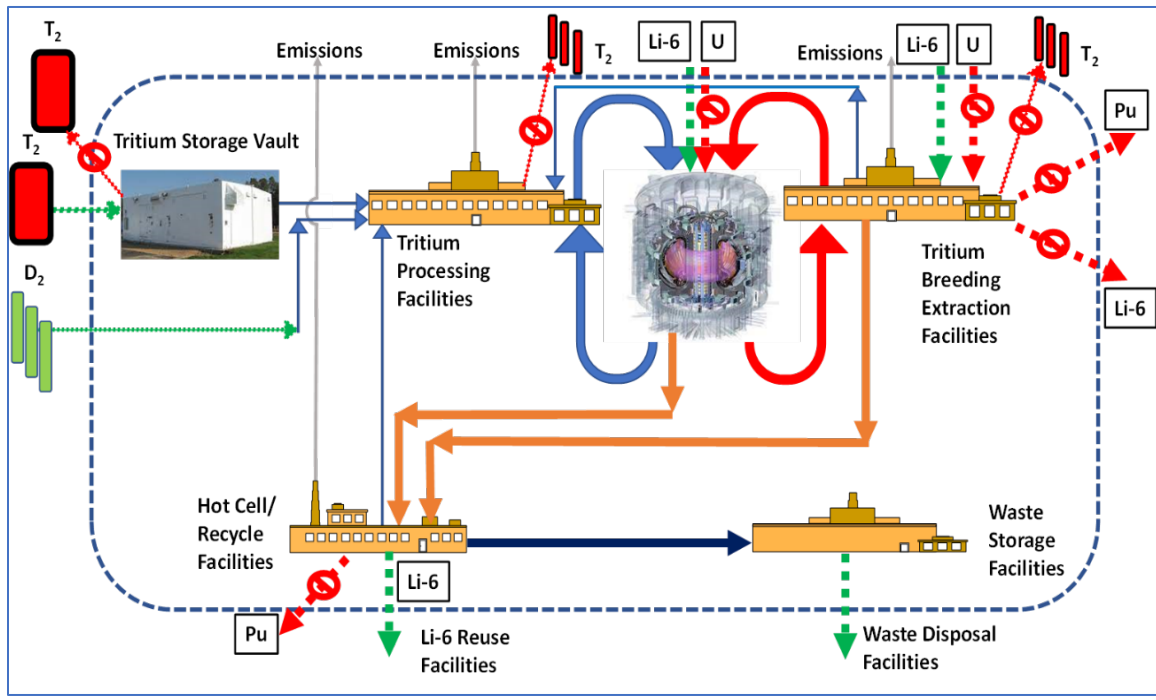 T2
Emissions
Emissions
T2
Li-6
U
Emissions
Li-6
U
T2
Pu
Tritium Storage Vault
T2
D2
Tritium
Processing
Facilities
Tritium
Breeding
Extraction
Facilities
Li-6
Hot Cell/
Recycle
Facilities
Waste
Storage
Facilities
Li-6
Pu
Li-6 Reuse
Facilities
Waste Disposal
Facilities